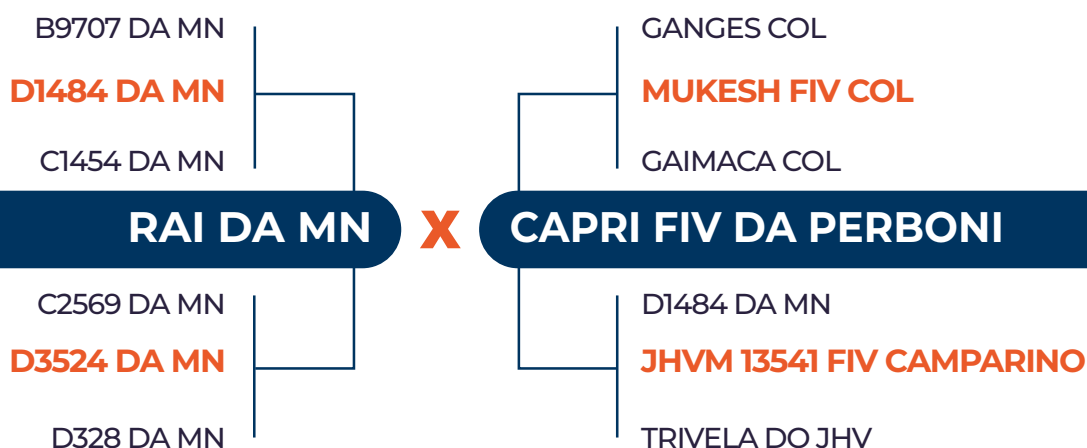 B9707 DA MN
GANGES COL
D1484 DA MN
MUKESH FIV COL
C1454 DA MN
GAIMACA COL
RAI DA MN X CAPRI FIV DA PERBONI
C2569 DA MN
D1484 DA MN
D3524 DA MN
JHVM 13541 FIV CAMPARINO
D328 DA MN
TRIVELA DO JHV